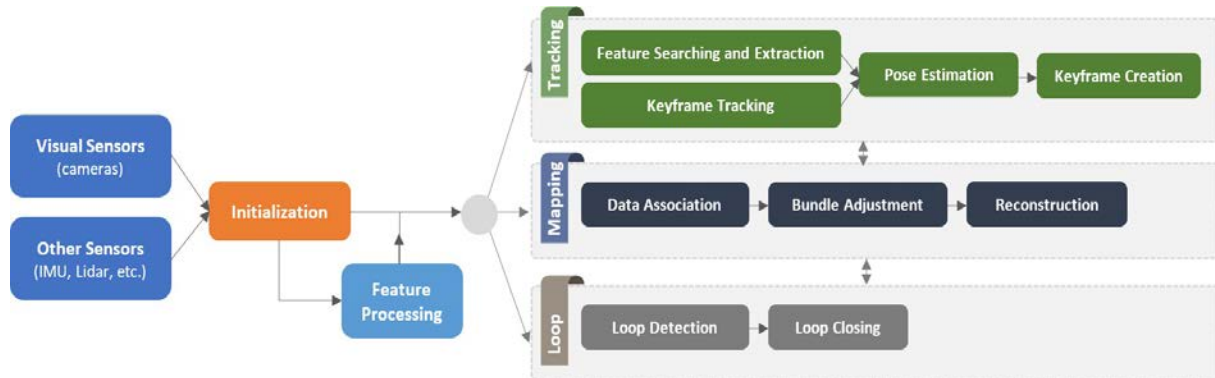 Visual Sensors
(cameras)
Other Sensors
(IMU, Lidar, etc.)
Initialization
Feature
Processing
Tracking
Feature Searching and Extraction
Keyframe Tracking
Pose Estimation
Keyframe Creation
Mapping
Data Association
Bundle Adjustment
Reconstruction
Loop
Loop Detection
Loop Closing